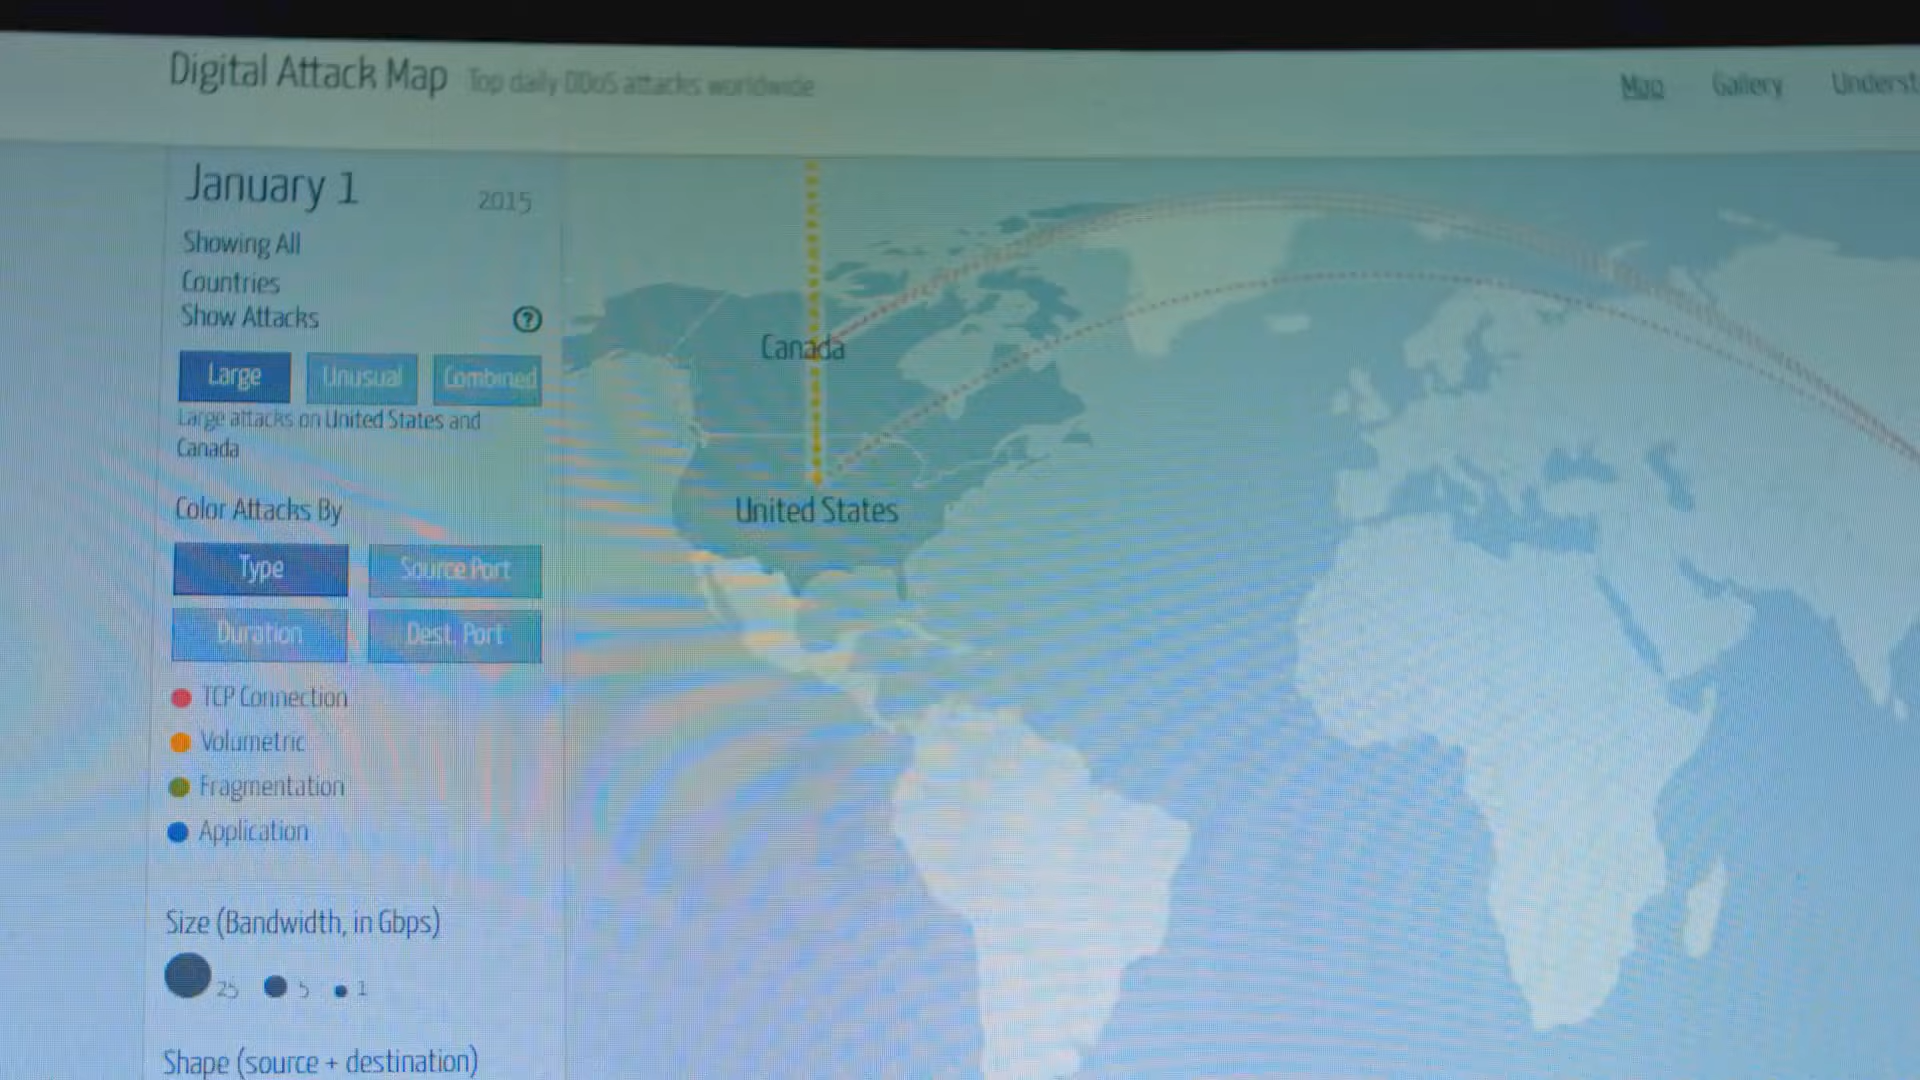 Digital Attack Map Top daily DDoS attacks worldwide
Map Gallery Underst
January 1 2015
Showing All
Countries
Show Attacks ?
Large Unusual Combined
Large attacks on United States and
Canada
Color Attacks By
Type Source Port
Duration Dest. Port
TCP Connection
Volumetric
Fragmentation
Application
Size (Bandwidth, in Gbps)
25 5 1
Shape (source + destination)
Canada
United States